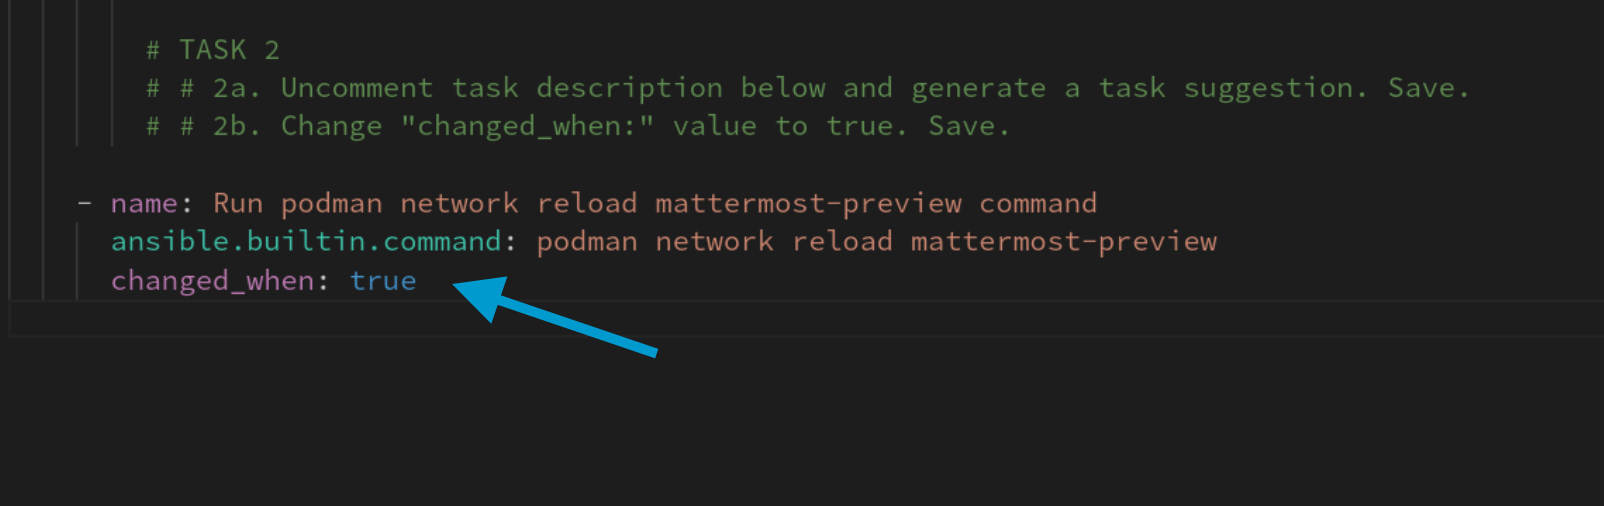 # TASK 2
# # 2a. Uncomment task description below and generate a task suggestion. Save.
# # 2b. Change "changed_when:" value to true. Save.
- name: Run podman network reload mattermost-preview command
ansible.builtin.command: podman network reload mattermost-preview
changed_when: true